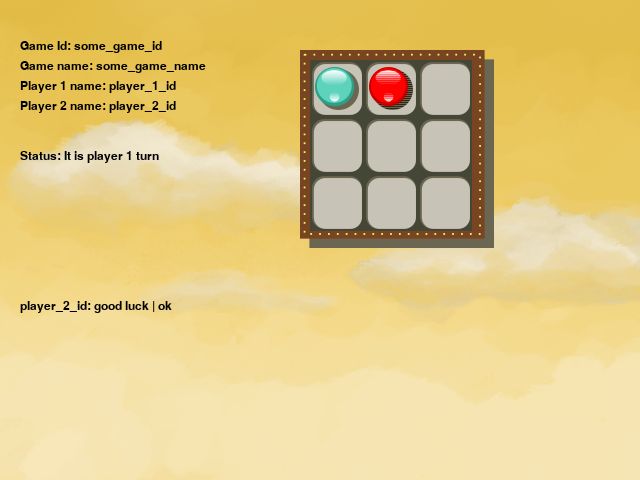 Game Id: some_game_id
Game name: some_game_name
Player 1 name: player_1_id
Player 2 name: player_2_id
Status: It is player 1 turn
player_2_id: good luck | ok